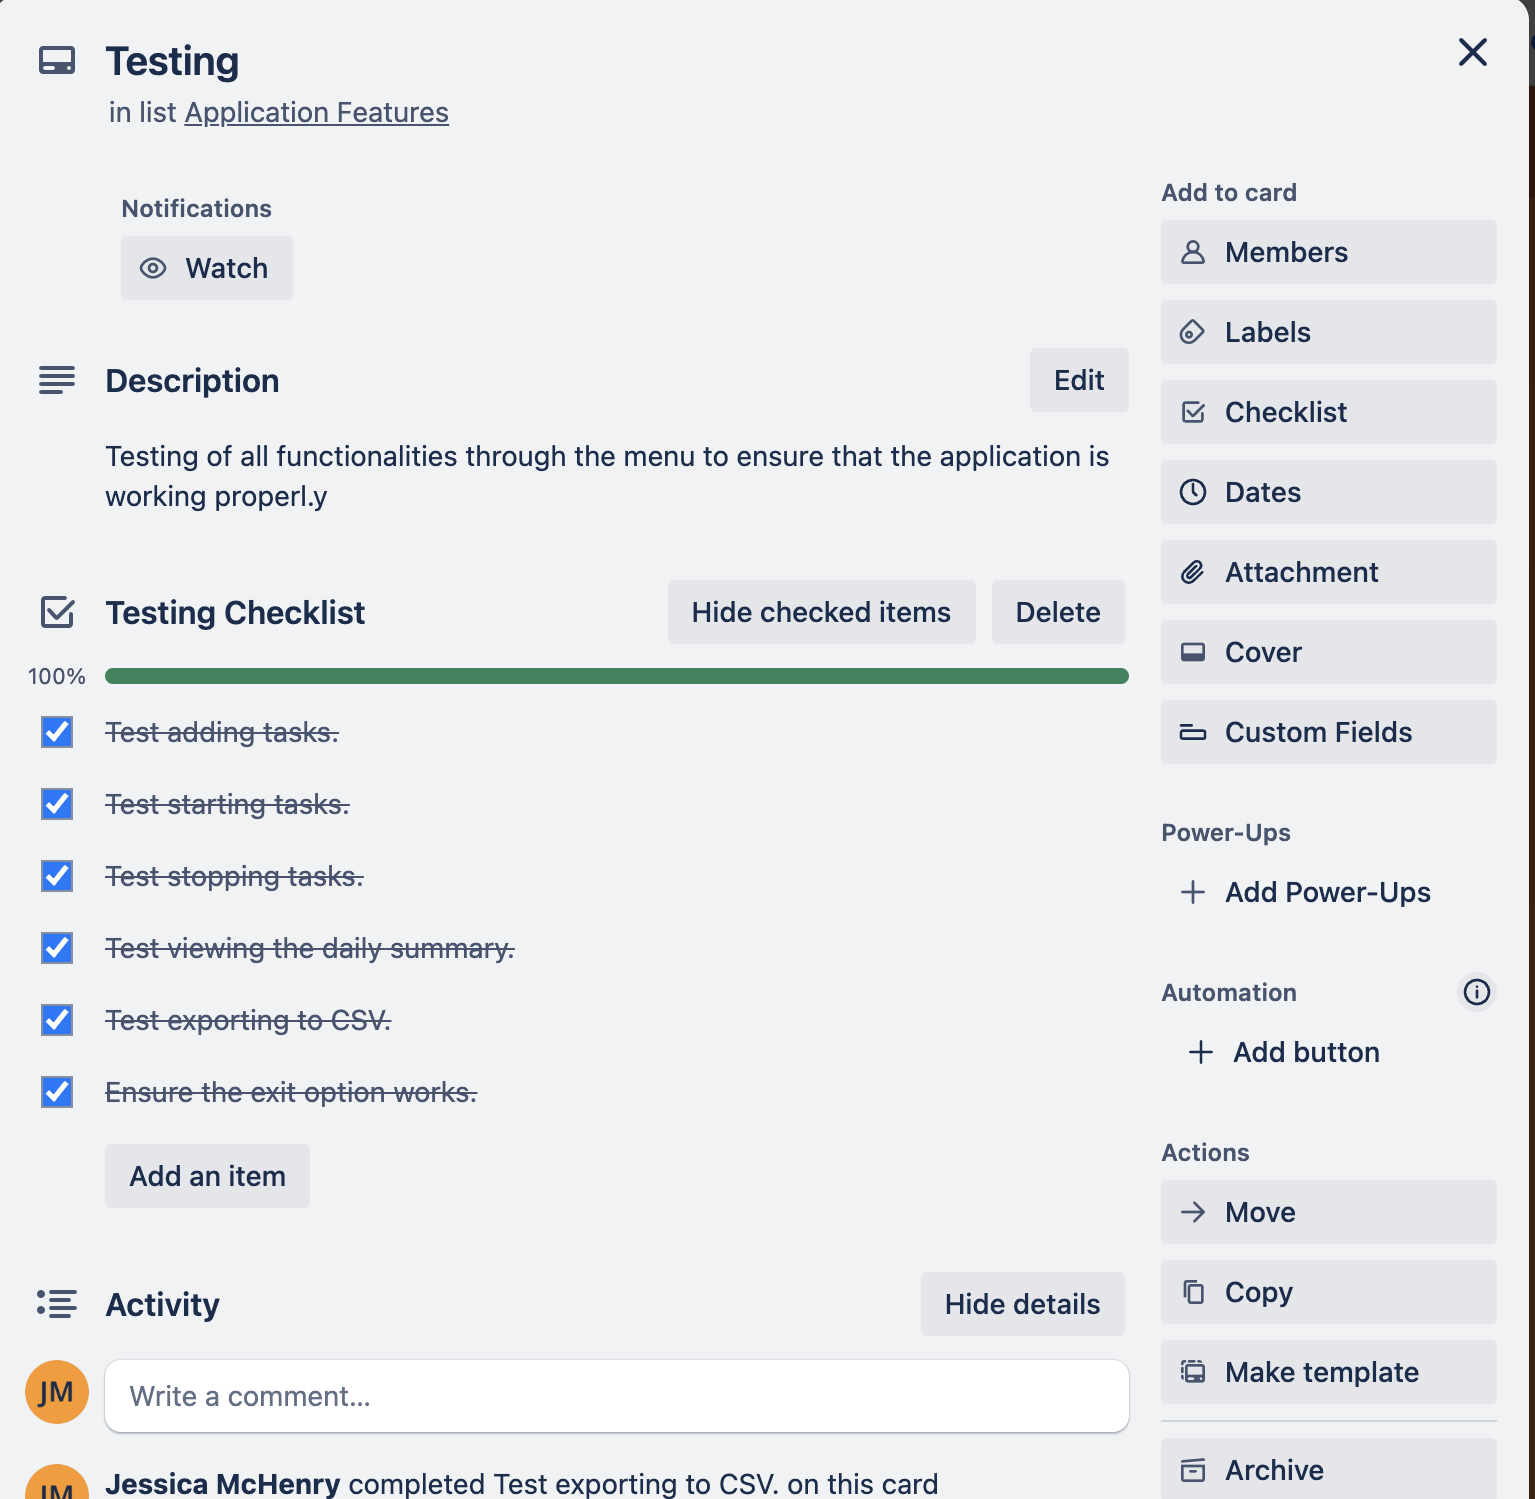 Testing
in list Application Features
Notifications
Watch
Description
Edit
Testing of all functionalities through the menu to ensure that the application is
working properl.y
Testing Checklist
Hide checked items
Delete
100%
Test adding tasks.
Test starting tasks.
Test stopping tasks.
Test viewing the daily summary.
Test exporting to CSV.
Ensure the exit option works.
Add an item
Activity
Hide details
JM
Write a comment...
JM
Jessica McHenry completed Test exporting to CSV. on this card
Add to card
Members
Labels
Checklist
Dates
Attachment
Cover
Custom Fields
Power-Ups
Add Power-Ups
Automation
Add button
Actions
Move
Copy
Make template
Archive